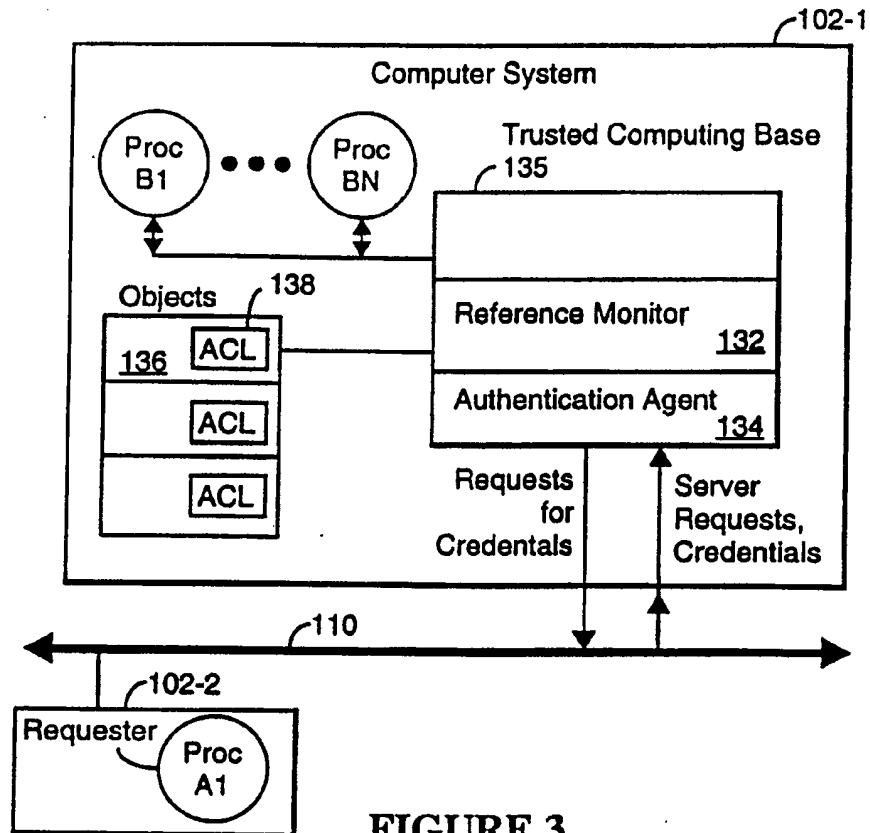 102-1
Computer System
Proc
B1
Proc
BN
Trusted Computing Base
135
Objects
138
136
ACL
ACL
ACL
Reference Monitor
132
Authentication Agent
134
Requests
for
Credentals
Server
Requests,
Credentials
110
102-2
Requester
Proc
A1
FIGURE 3